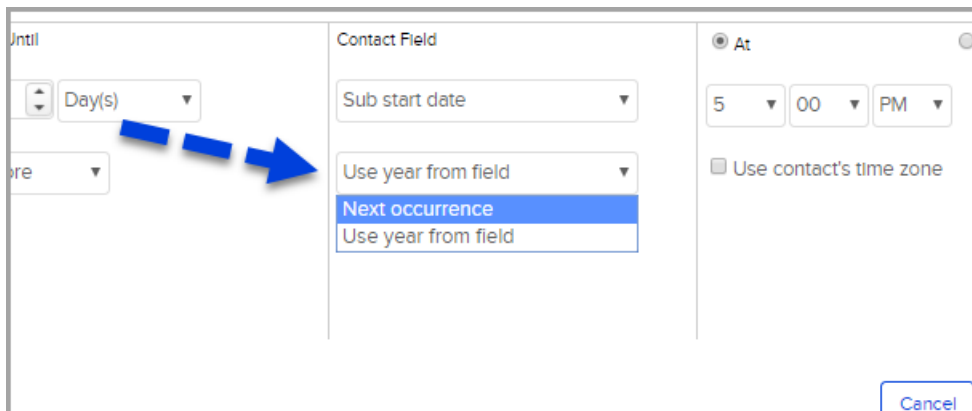 Until
Day(s)
ore
Contact Field
Sub start date
Use year from field
Next occurrence
Use year from field
At
5 00 PM
Use contact's time zone
Cancel